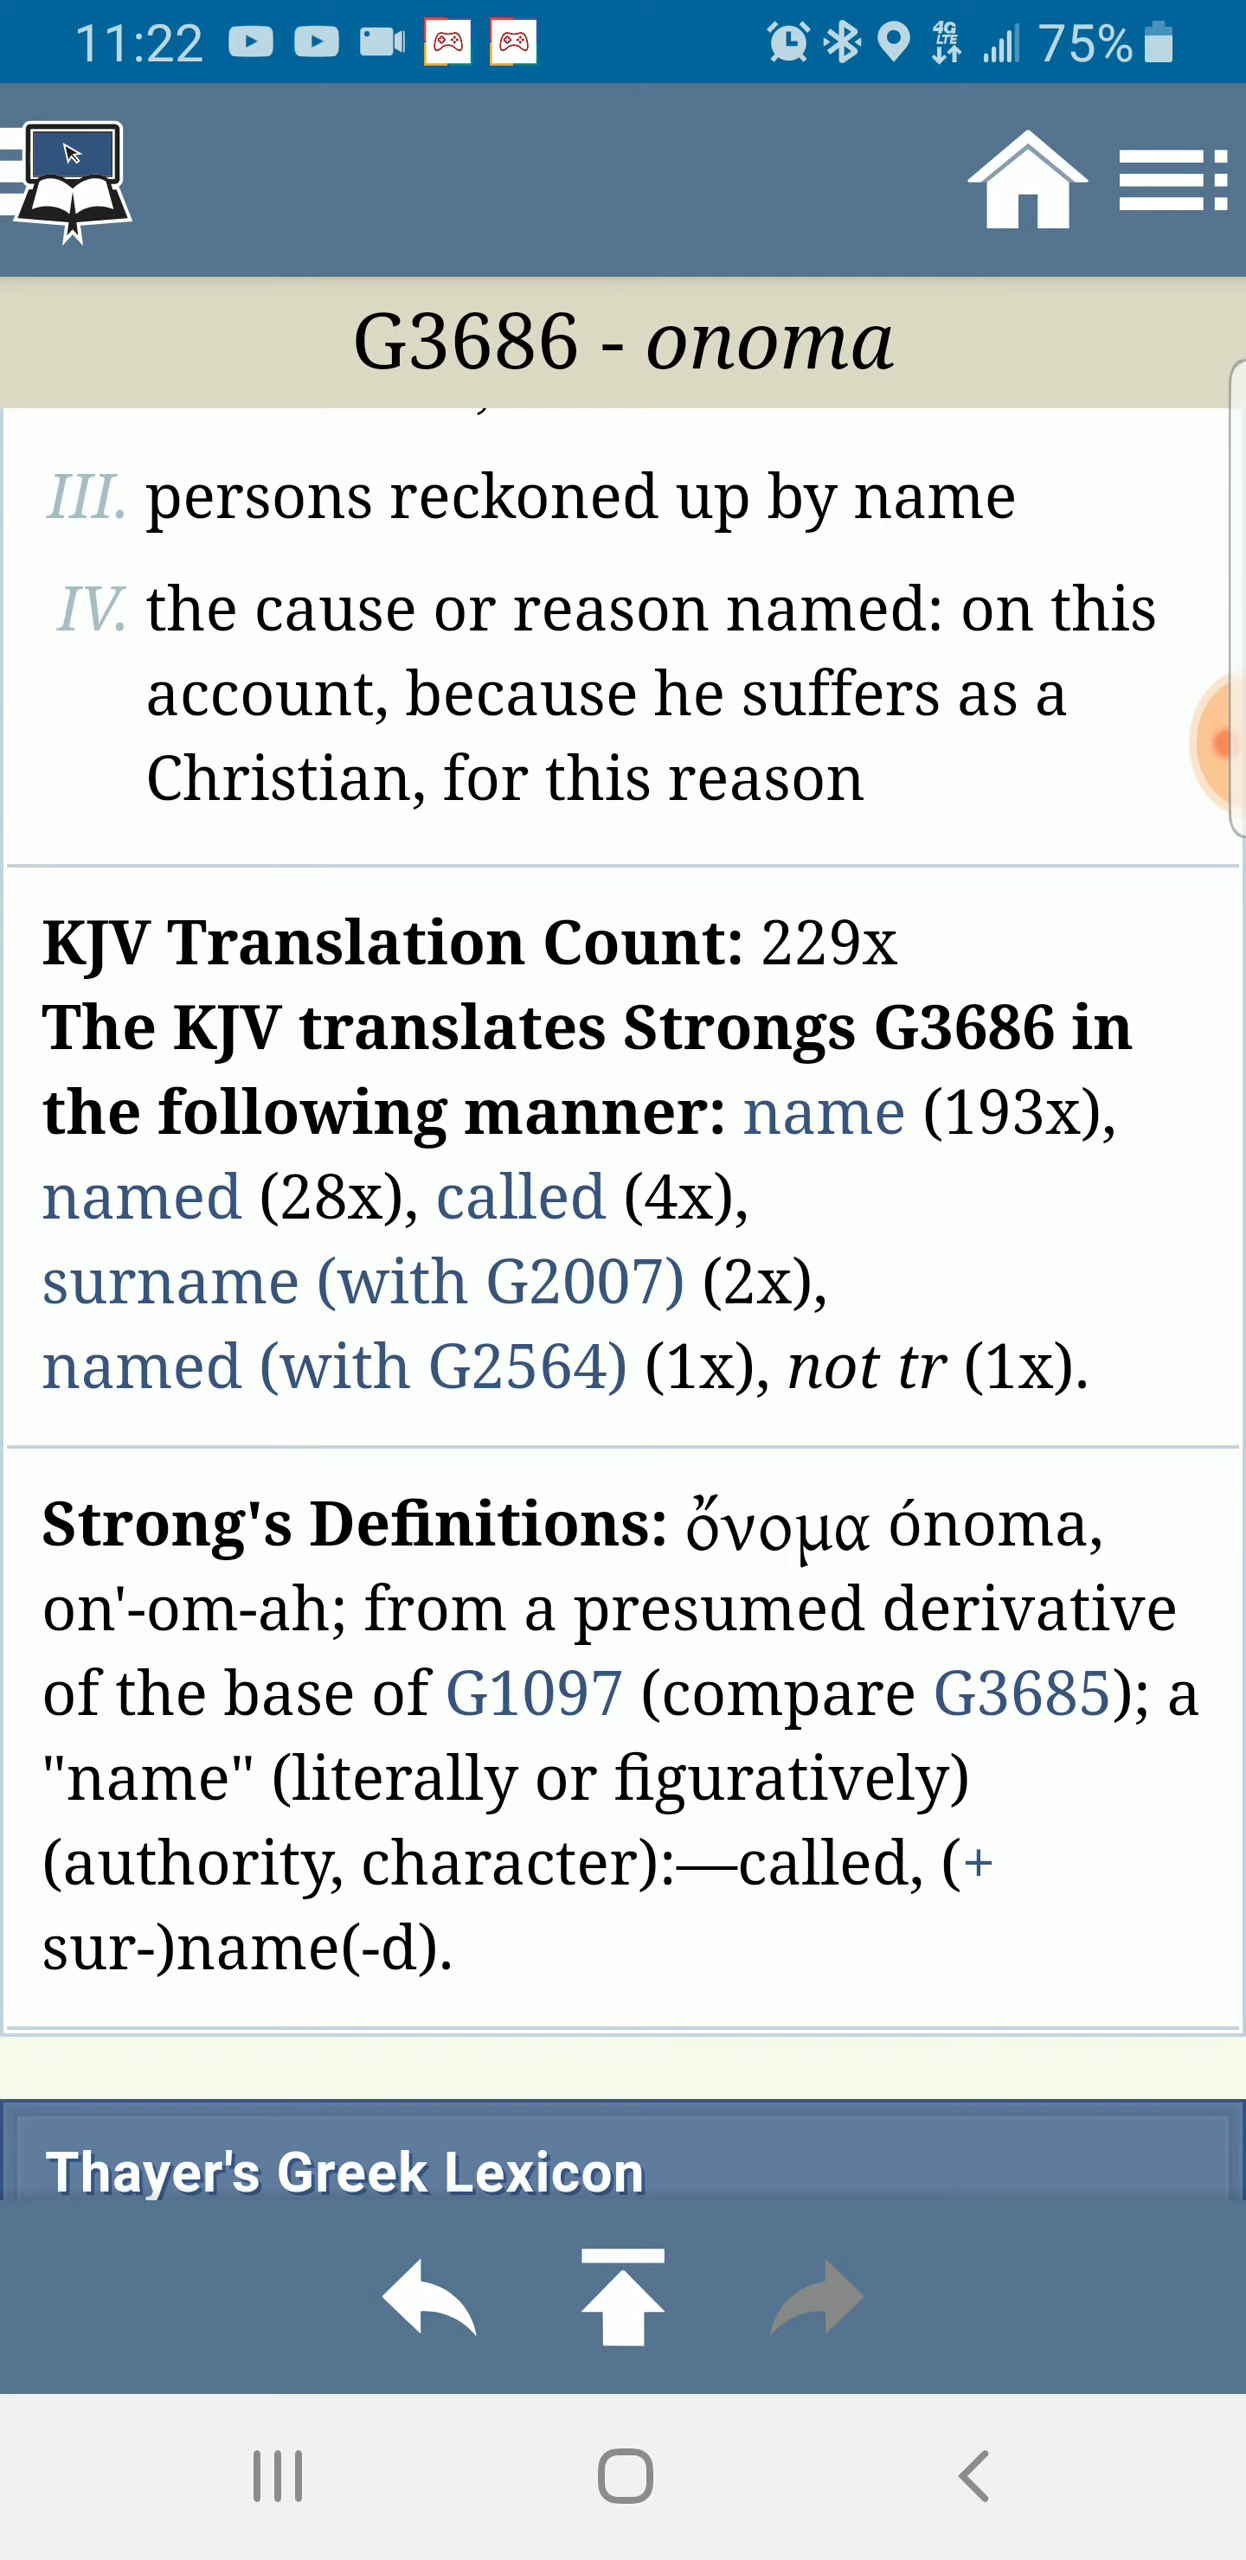 11:22 4G LTE 75%
G3686 - onoma
III. persons reckoned up by name
IV. the cause or reason named: on this
account, because he suffers as a
Christian, for this reason
KJV Translation Count: 229x
The KJV translates Strongs G3686 in
the following manner: name (193x),
named (28x), called (4x),
surname (with G2007) (2x),
named (with G2564) (1x), not tr (1x).
Strong's Definitions: ὄνομα ónoma,
on'-om-ah; from a presumed derivative
of the base of G1097 (compare G3685); a
"name" (literally or figuratively)
(authority, character):—called, (+
sur-)name(-d).
Thayer's Greek Lexicon